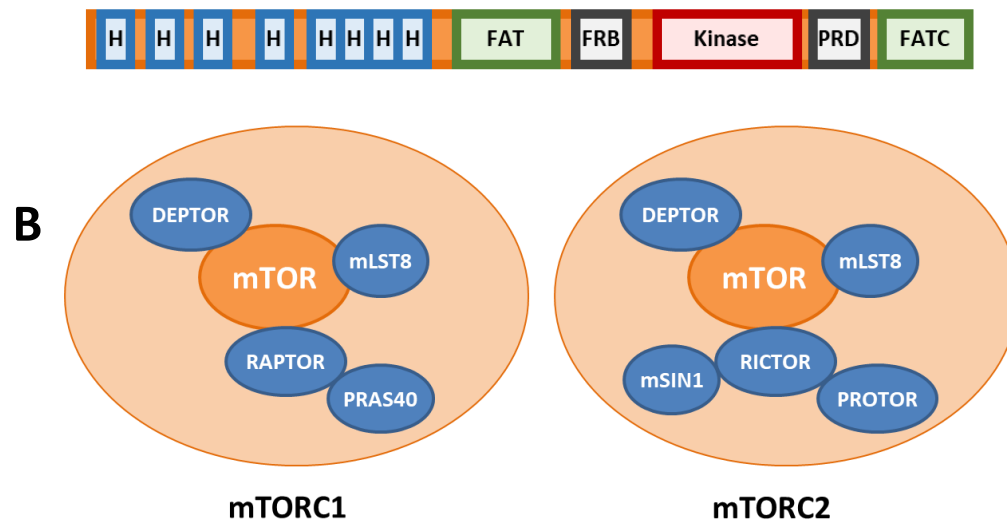 H H H H H H H H FAT FRB Kinase PRD FATC
B
DEPTOR
mTOR
mLST8
RAPTOR
PRAS40
mTORC1
DEPTOR
mTOR
mLST8
mSIN1
RICTOR
PROTOR
mTORC2